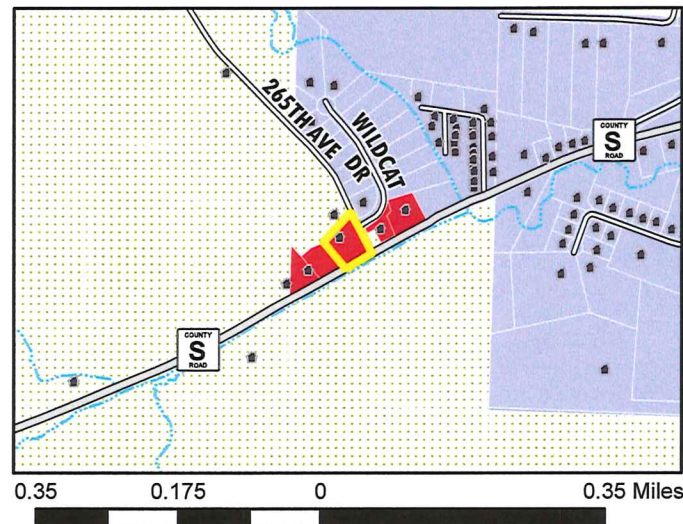 265TH AVE
WILDCAT DR
COUNTY
S
ROAD
COUNTY
S
ROAD
0.35 0.175 0 0.35 Miles